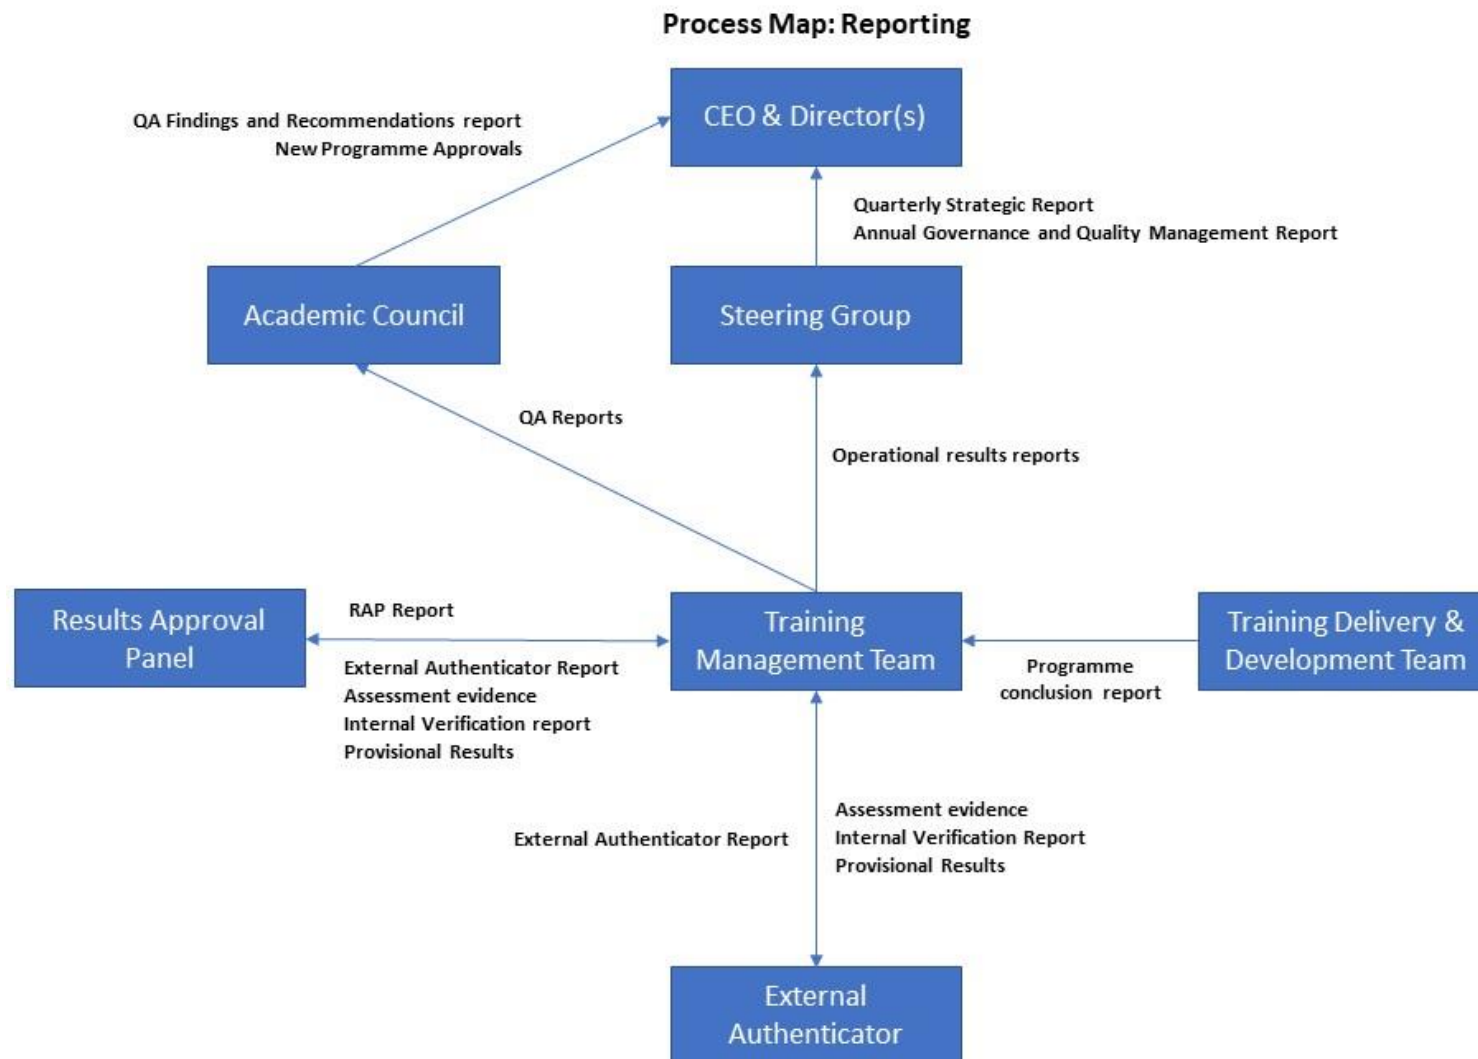 Process Map: Reporting
CEO & Director(s)
QA Findings and Recommendations report
New Programme Approvals
Quarterly Strategic Report
Annual Governance and Quality Management Report
Academic Council
Steering Group
QA Reports
Operational results reports
Results Approval
Panel
RAP Report
External Authenticator Report
Assessment evidence
Internal Verification report
Provisional Results
Training
Management Team
Programme
conclusion report
Training Delivery &
Development Team
External Authenticator Report
Assessment evidence
Internal Verification Report
Provisional Results
External
Authenticator